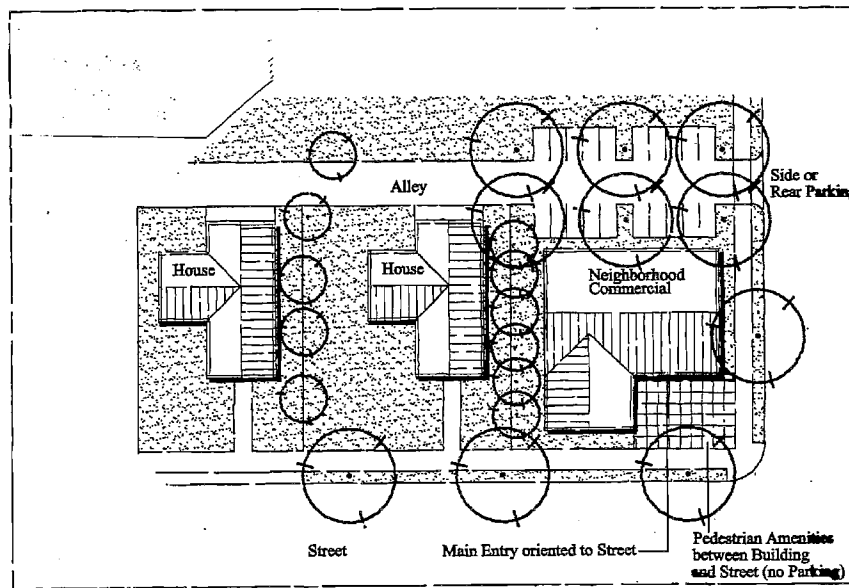 Alley
Side or
Rear Parking
House
House
Neighborhood
Commercial
Street
Main Entry oriented to Street
Pedestrian Amenities
between Building
and Street (no Parking)